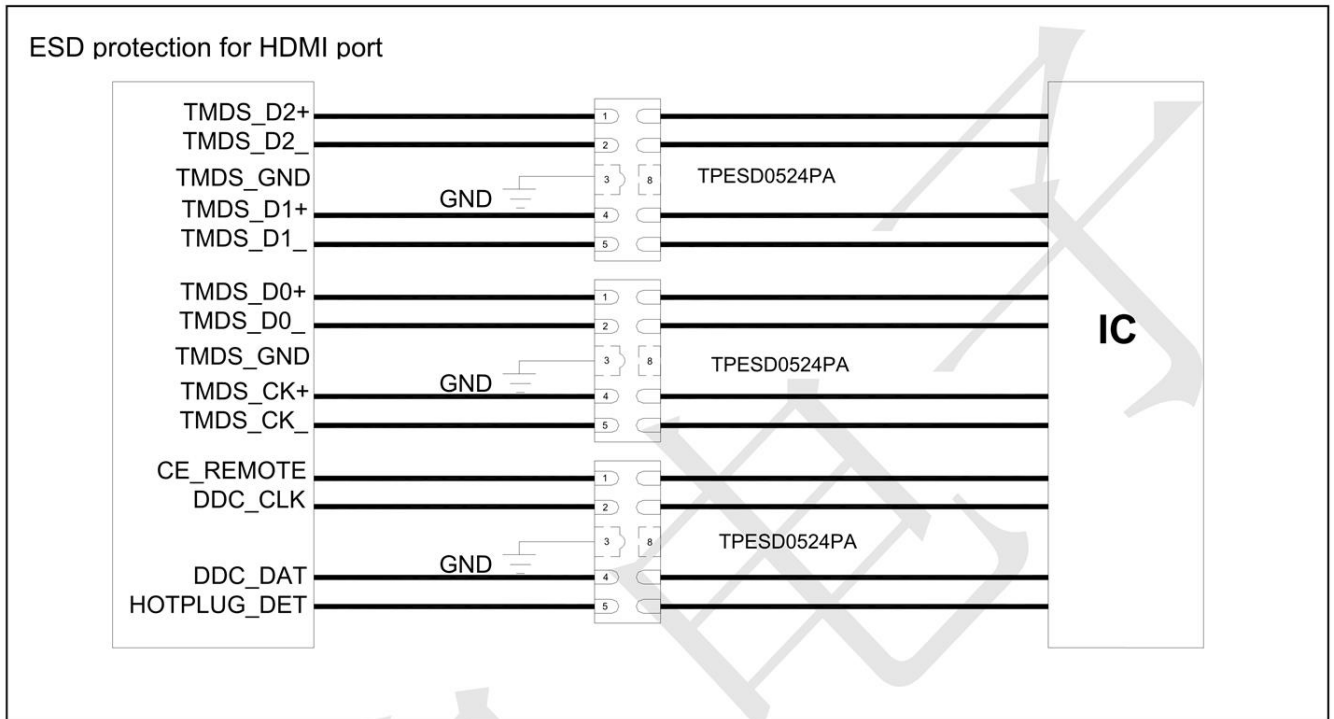 ESD protection for HDMI port
TMDS_D2+
1
TMDS_D2_
2
TMDS_GND
GND
3
8
TPESD0524PA
TMDS_D1+
4
TMDS_D1_
5
TMDS_D0+
1
TMDS_D0_
2
IC
TMDS_GND
GND
3
8
TPESD0524PA
TMDS_CK+
4
TMDS_CK_
5
CE_REMOTE
1
DDC_CLK
2
GND
3
8
TPESD0524PA
DDC_DAT
4
HOTPLUG_DET
5